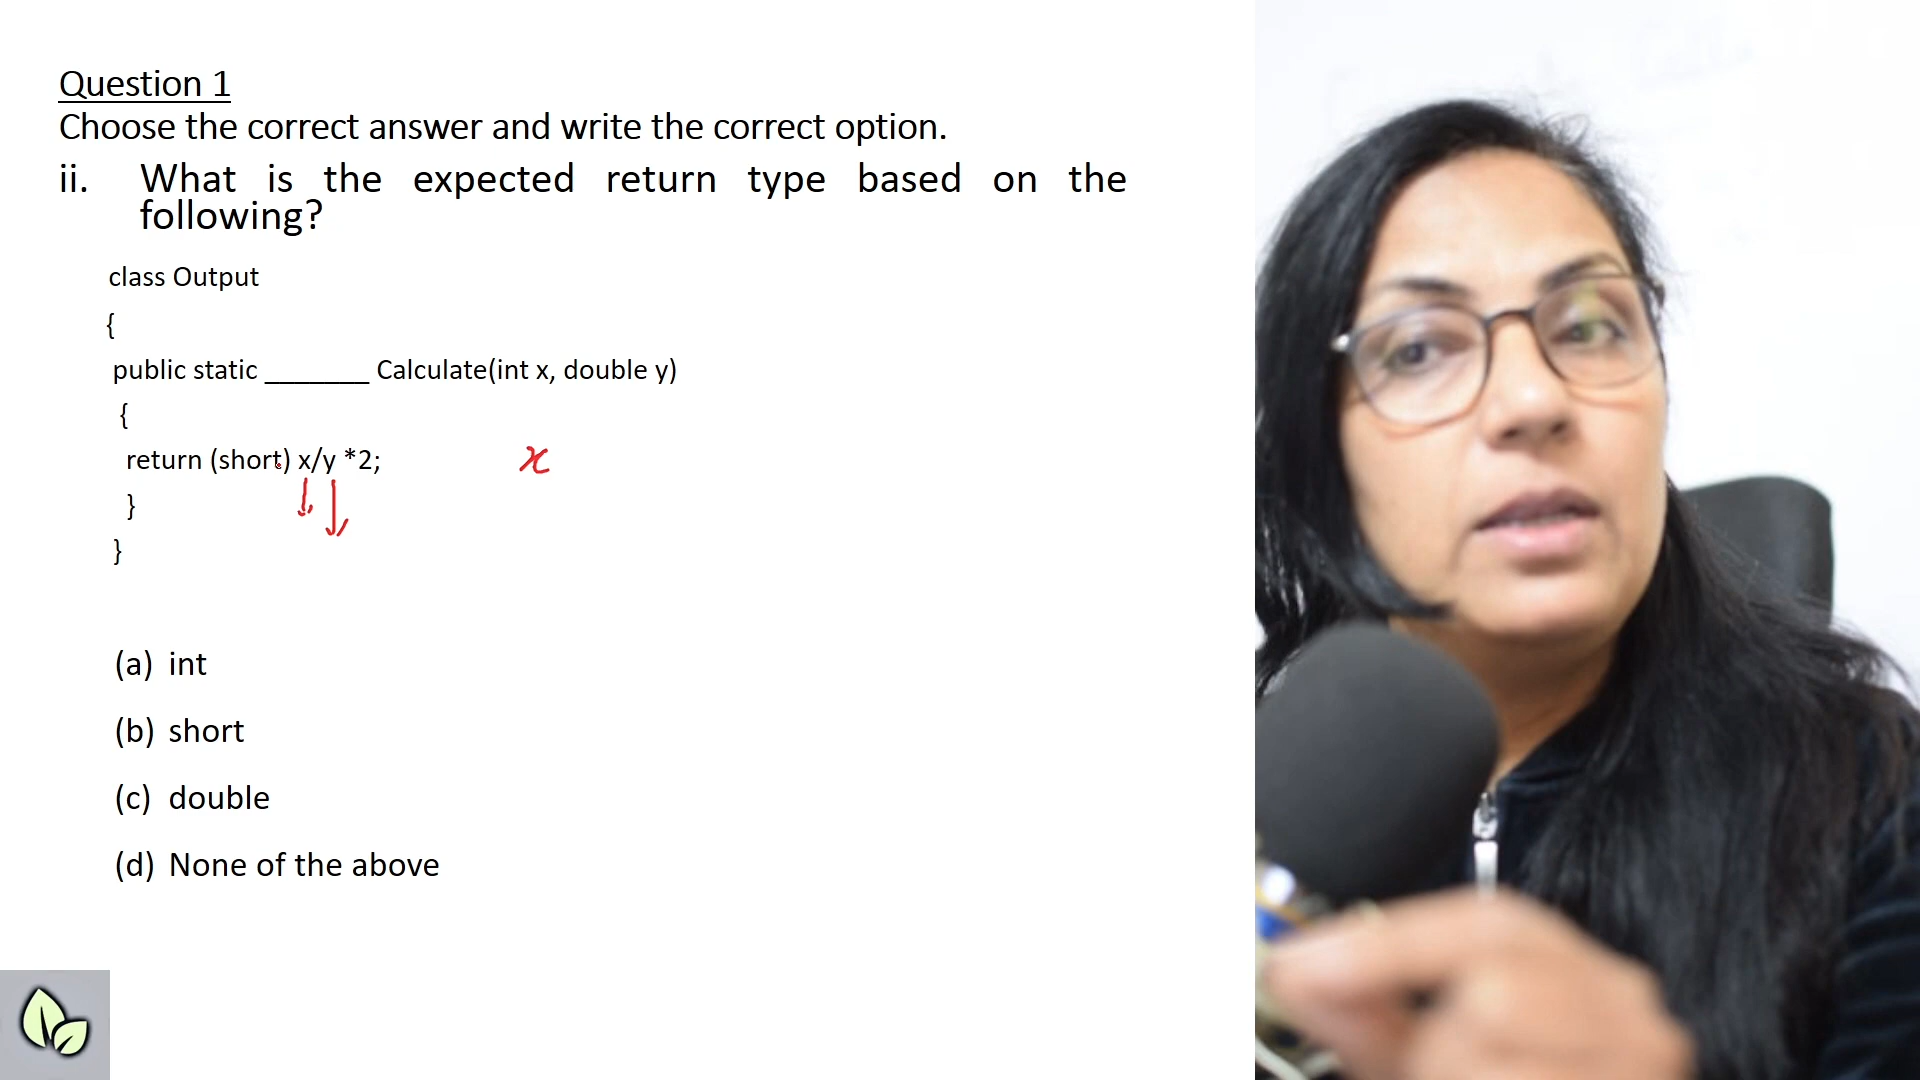 Question 1
Choose the correct answer and write the correct option.
ii. What is the expected return type based on the
following?
class Output
{
public static _______ Calculate(int x, double y)
{
return (short) x/y *2;
x
}
}
(a) int
(b) short
(c) double
(d) None of the above